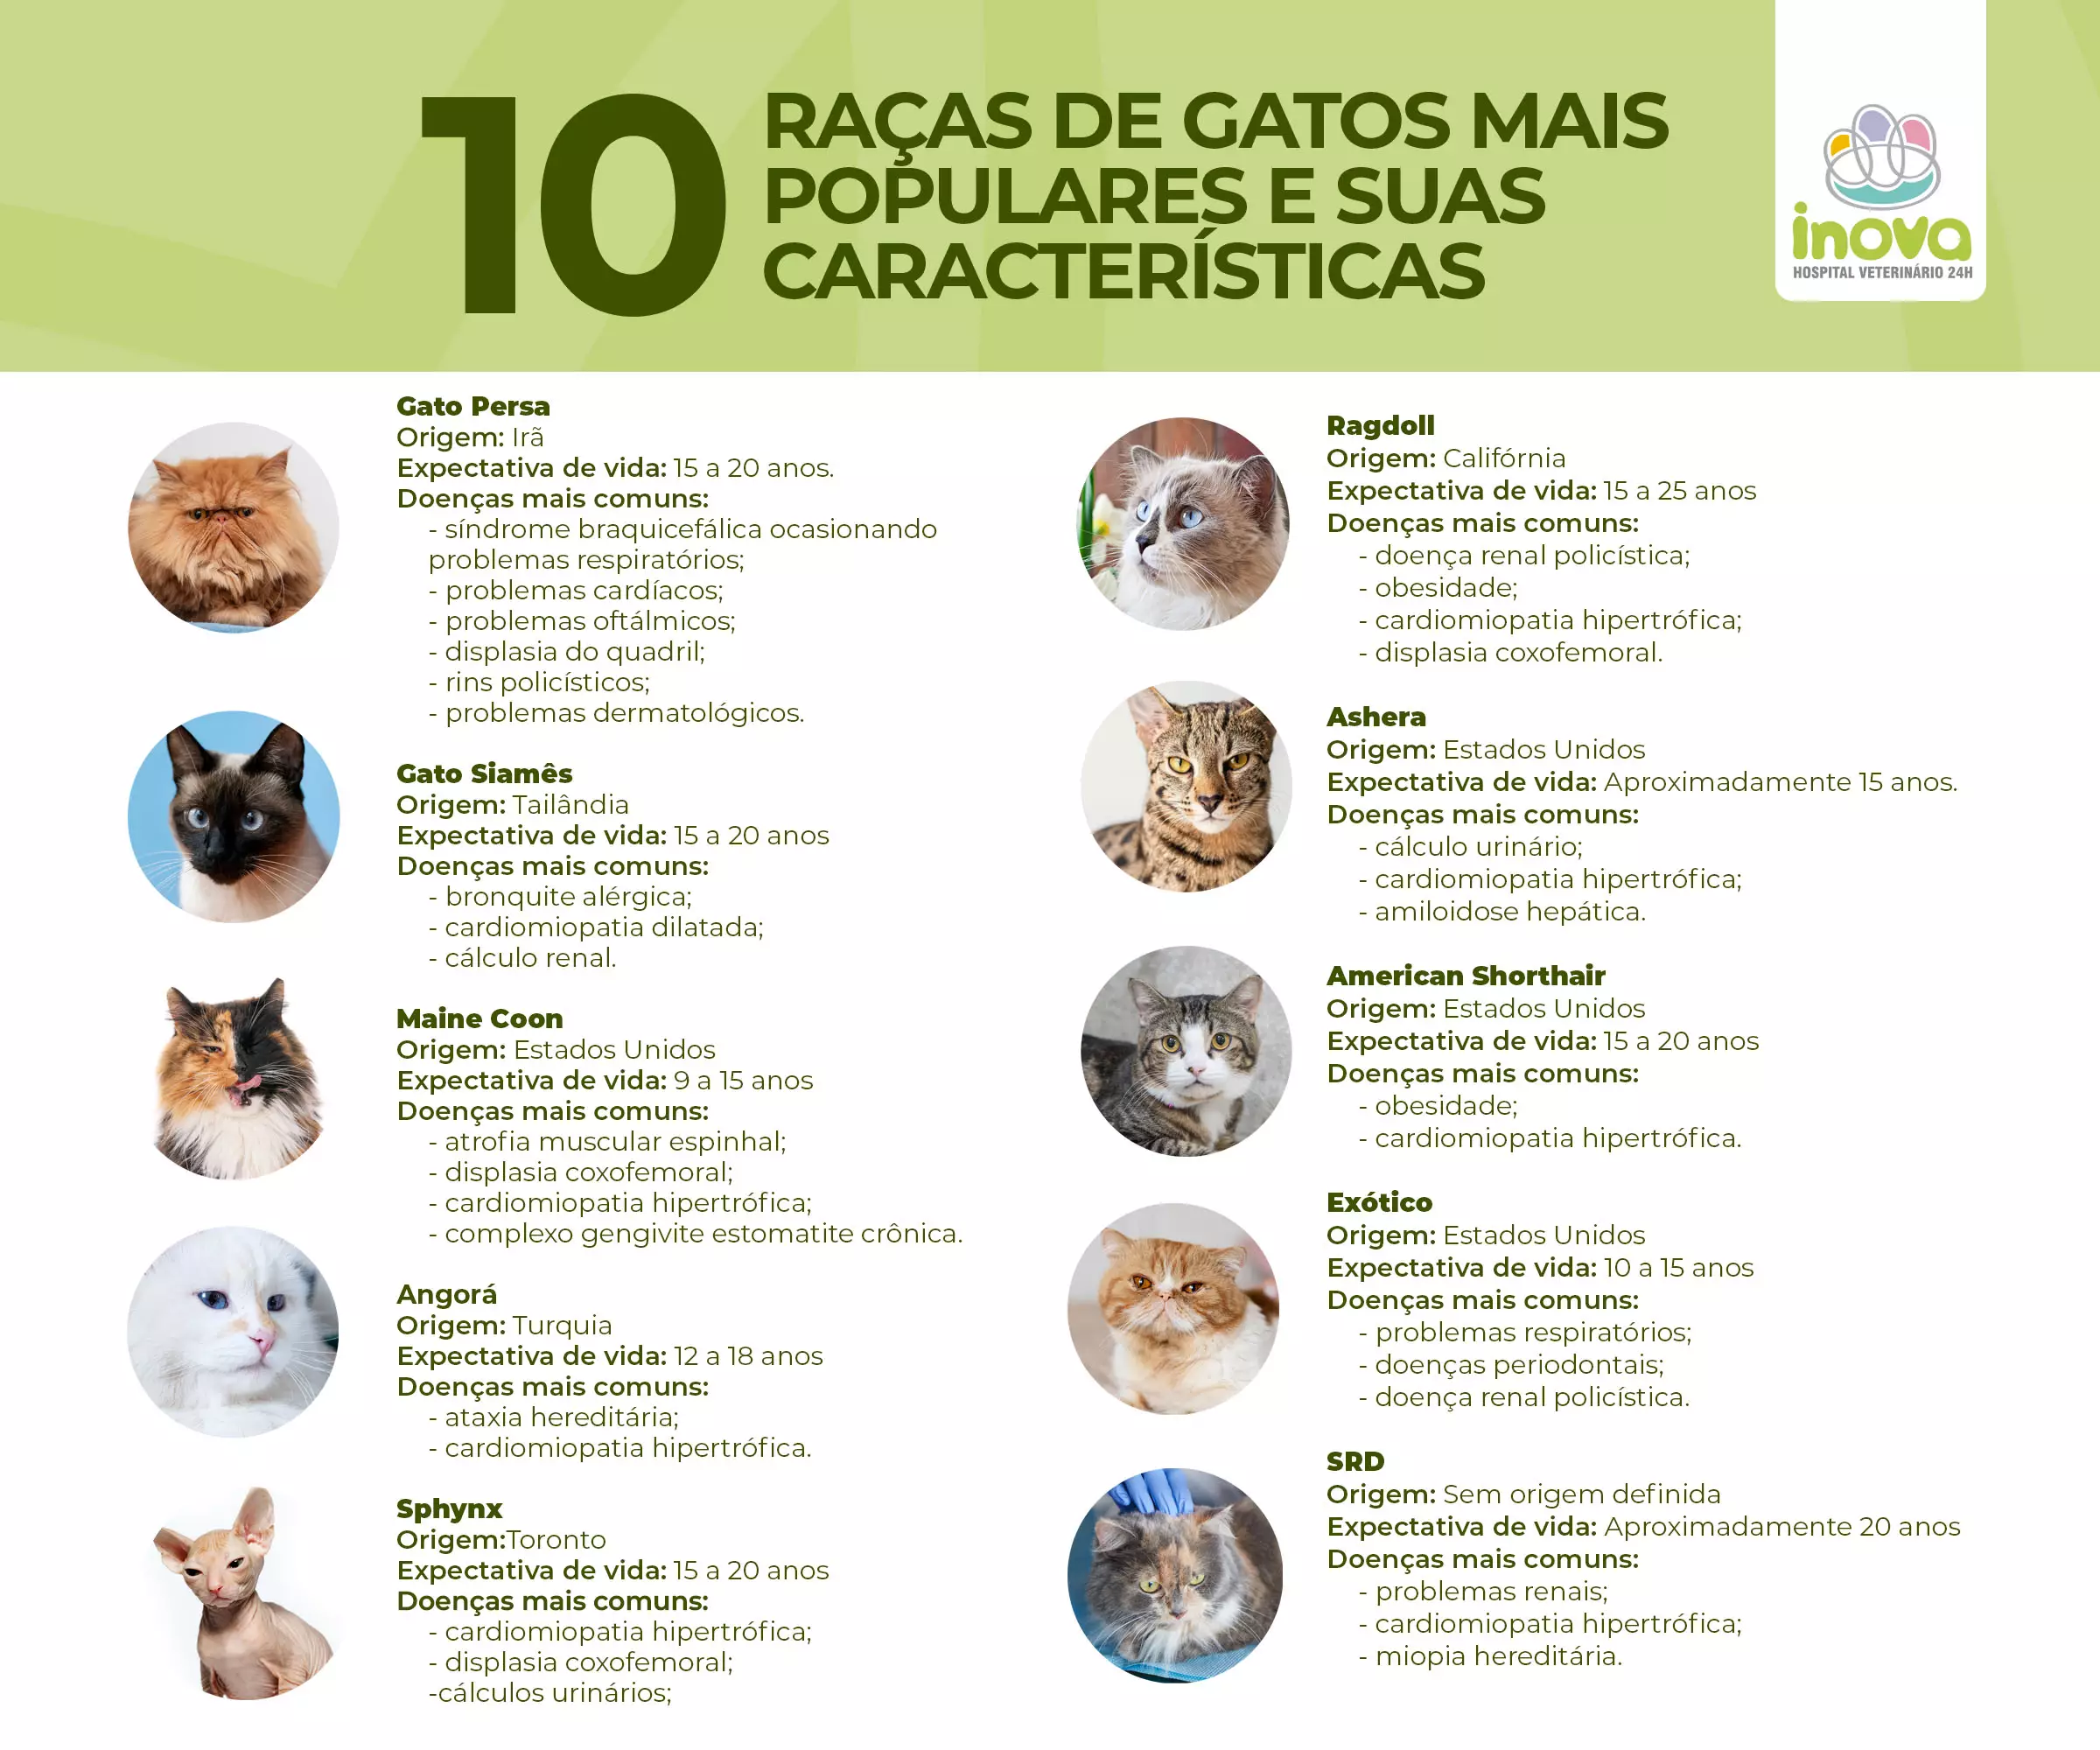 10 RAÇAS DE GATOS MAIS
POPULARES E SUAS
CARACTERÍSTICAS
inova
HOSPITAL VETERINÁRIO 24H
Gato Persa
Origem: Irã
Expectativa de vida: 15 a 20 anos.
Doenças mais comuns:
- síndrome braquicefálica ocasionando
problemas respiratórios;
- problemas cardíacos;
- problemas oftálmicos;
- displasia do quadril;
- rins policísticos;
- problemas dermatológicos.
Gato Siamês
Origem: Tailândia
Expectativa de vida: 15 a 20 anos
Doenças mais comuns:
- bronquite alérgica;
- cardiomiopatia dilatada;
- cálculo renal.
Maine Coon
Origem: Estados Unidos
Expectativa de vida: 9 a 15 anos
Doenças mais comuns:
- atrofia muscular espinhal;
- displasia coxofemoral;
- cardiomiopatia hipertrófica;
- complexo gengivite estomatite crônica.
Angorá
Origem: Turquia
Expectativa de vida: 12 a 18 anos
Doenças mais comuns:
- ataxia hereditária;
- cardiomiopatia hipertrófica.
Sphynx
Origem:Toronto
Expectativa de vida: 15 a 20 anos
Doenças mais comuns:
- cardiomiopatia hipertrófica;
- displasia coxofemoral;
-cálculos urinários;
Ragdoll
Origem: Califórnia
Expectativa de vida: 15 a 25 anos
Doenças mais comuns:
- doença renal policística;
- obesidade;
- cardiomiopatia hipertrófica;
- displasia coxofemoral.
Ashera
Origem: Estados Unidos
Expectativa de vida: Aproximadamente 15 anos.
Doenças mais comuns:
- cálculo urinário;
- cardiomiopatia hipertrófica;
- amiloidose hepática.
American Shorthair
Origem: Estados Unidos
Expectativa de vida: 15 a 20 anos
Doenças mais comuns:
- obesidade;
- cardiomiopatia hipertrófica.
Exótico
Origem: Estados Unidos
Expectativa de vida: 10 a 15 anos
Doenças mais comuns:
- problemas respiratórios;
- doenças periodontais;
- doença renal policística.
SRD
Origem: Sem origem definida
Expectativa de vida: Aproximadamente 20 anos
Doenças mais comuns:
- problemas renais;
- cardiomiopatia hipertrófica;
- miopia hereditária.